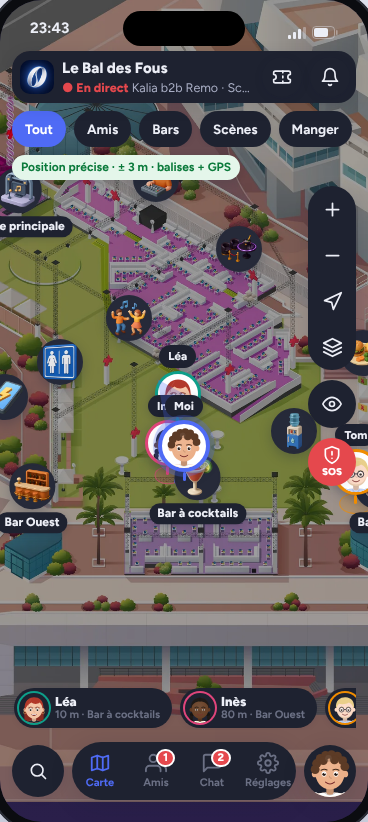 23:43
Le Bal des Fous
En direct Kalia b2b Remo · Sc...
Tout
Amis
Bars
Scènes
Manger
Position précise · ± 3 m · balises + GPS
e principale
Léa
Moi
Tom
SOS
Bar Ouest
Bar à cocktails
Ba
Léa
10 m · Bar à cocktails
Inès
80 m · Bar Ouest
1
2
Carte
Amis
Chat
Réglages